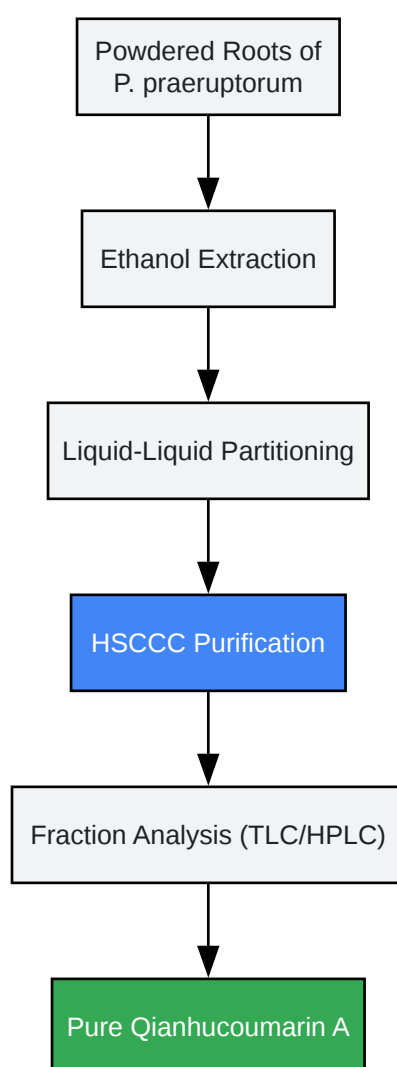 Powdered Roots of
P. praeruptorum
Ethanol Extraction
Liquid-Liquid Partitioning
HSCCC Purification
Fraction Analysis (TLC/HPLC)
Pure Qianhucoumarin A